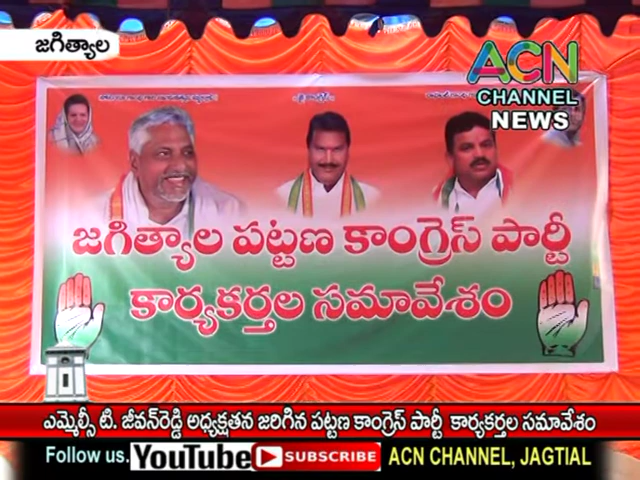 జగిత్యాల
ACN
CHANNEL
NEWS
జగిత్యాల పట్టణ కాంగ్రెస్ పార్టీ
కార్యకర్తల సమావేశం
ఎమ్మెల్సీ టి. జీవన్‌రెడ్డి అధ్యక్షతన జరిగిన పట్టణ కాంగ్రెస్ పార్టీ కార్యకర్తల సమావేశం
Follow us. YouTube SUBSCRIBE ACN CHANNEL, JAGTIAL